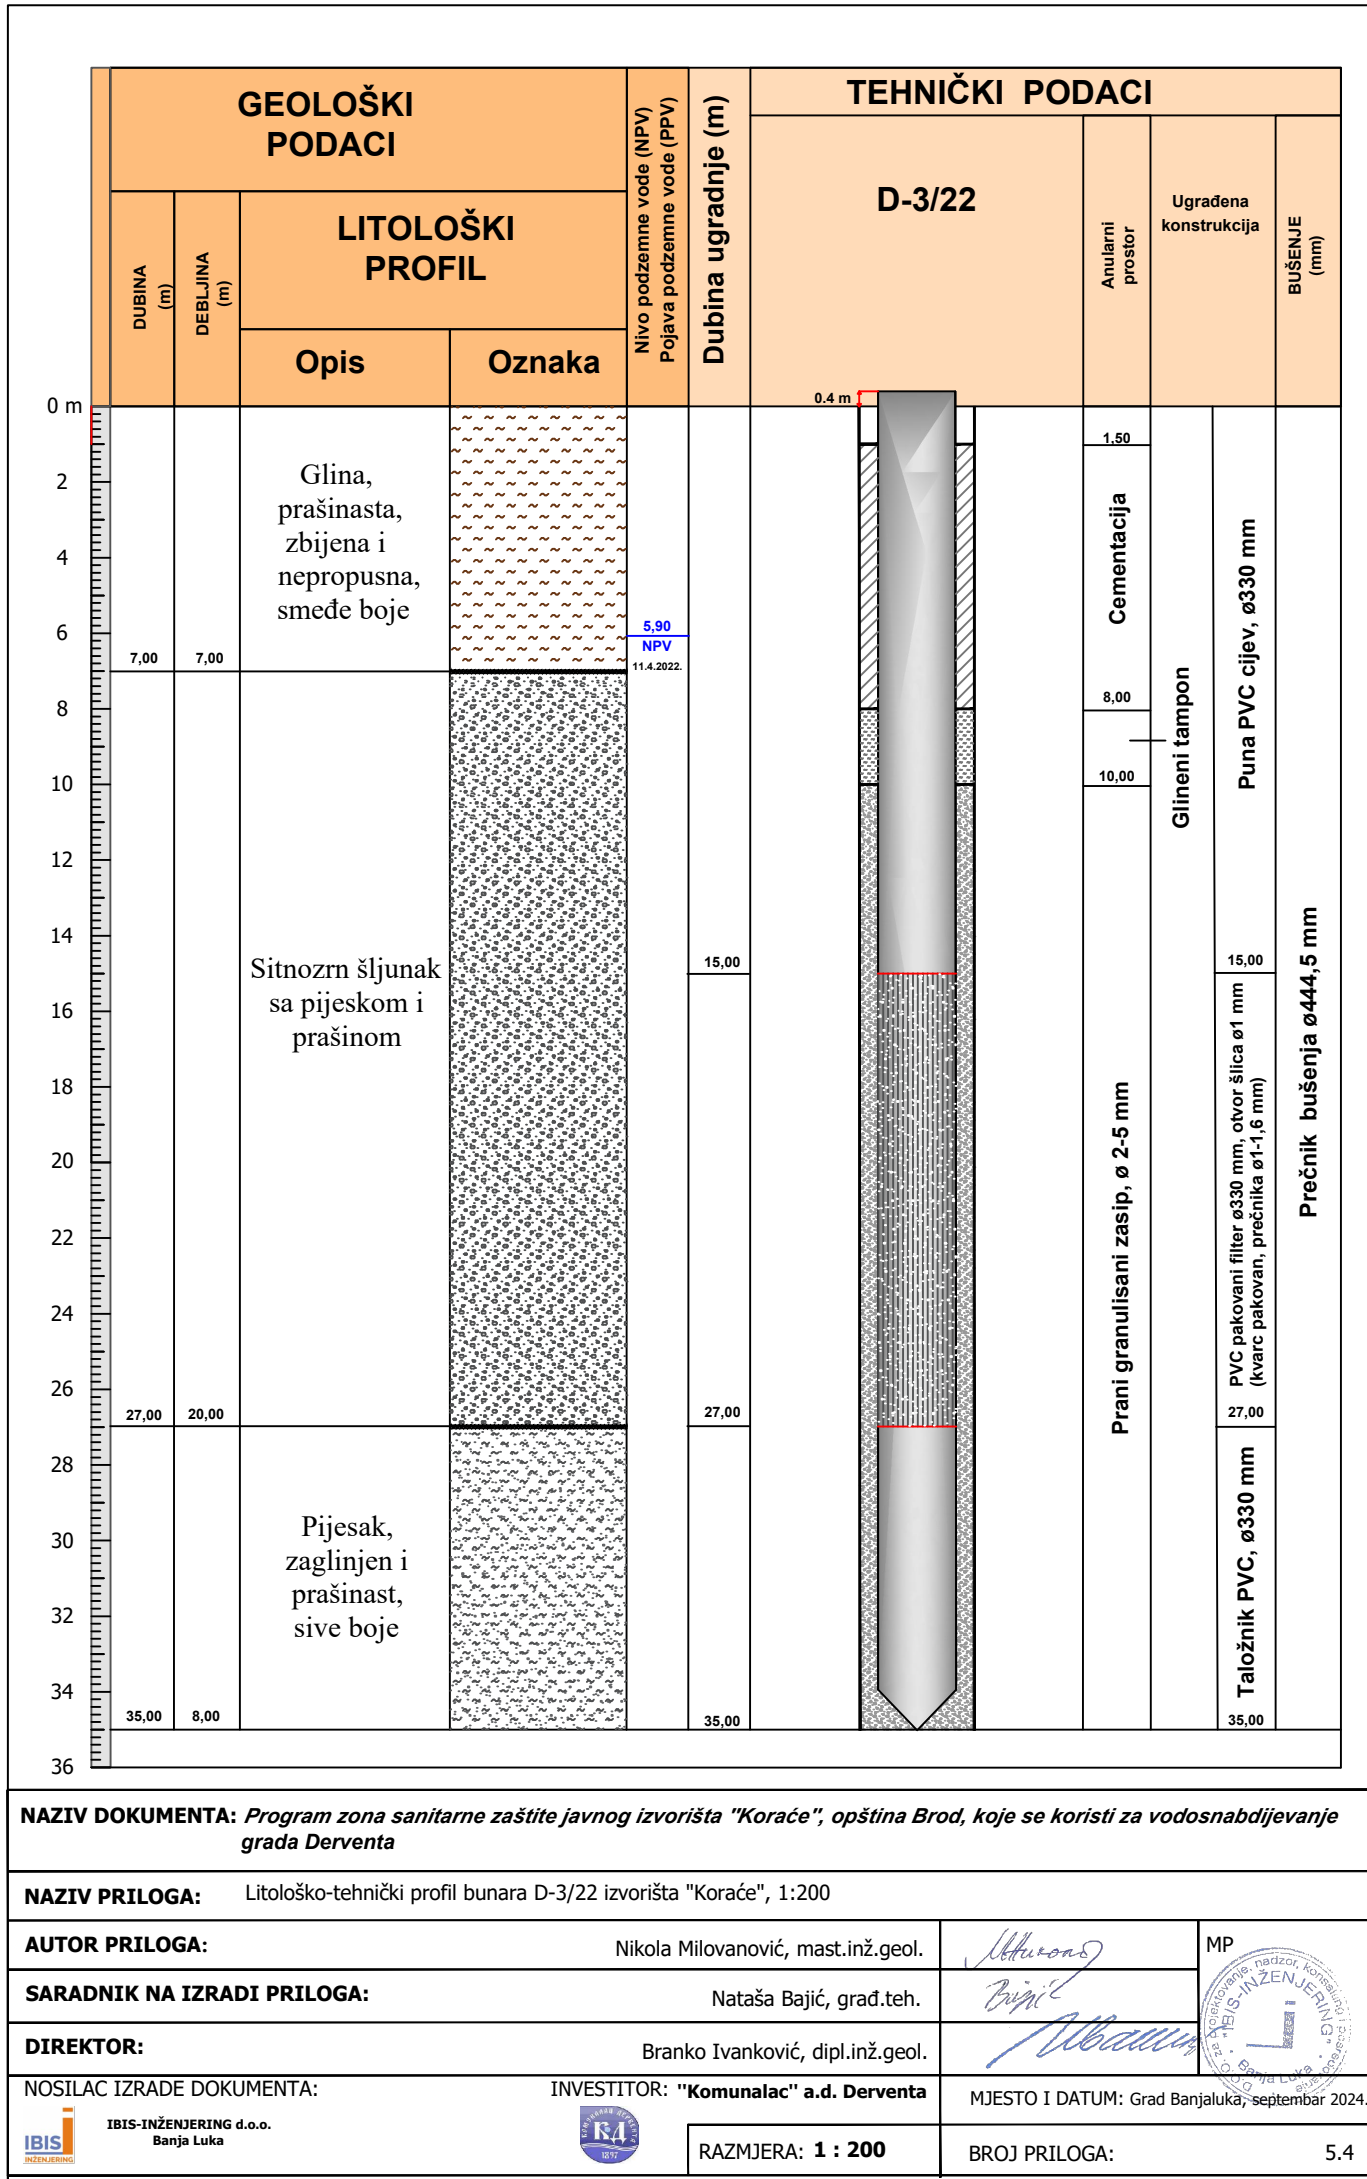 GEOLOŠKI
PODACI
DUBINA
(m)
DEBLJINA
(m)
LITOLOŠKI
PROFIL
Opis
Oznaka
Nivo podzemne vode (NPV)
Pojava podzemne vode (PPV)
Dubina ugradnje (m)
TEHNIČKI PODACI
D-3/22
Anularni
prostor
Ugrađena
konstrukcija
BUŠENJE
(mm)
0 m
2
4
6
8
10
12
14
16
18
20
22
24
26
28
30
32
34
36
7,00
7,00
27,00
20,00
35,00
8,00
Glina,
prašinasta,
zbijena i
nepropusna,
smeđe boje
Sitnozrn šljunak
sa pijeskom i
prašinom
Pijesak,
zaglinjen i
prašinast,
sive boje
5,90
NPV
11.4.2022.
15,00
27,00
35,00
0.4 m
1,50
Cementacija
8,00
10,00
Glineni tampon
Prani granulisani zasip, ø 2-5 mm
Puna PVC cijev, ø330 mm
15,00
PVC pakovani filter ø330 mm, otvor šlica ø1 mm
(kvarc pakovan, prečnika ø1-1,6 mm)
27,00
Taložnik PVC, ø330 mm
35,00
Prečnik bušenja ø444,5 mm
NAZIV DOKUMENTA: Program zona sanitarne zaštite javnog izvorišta "Koraće", opština Brod, koje se koristi za vodosnabdijevanje
grada Derventa
NAZIV PRILOGA: Litološko-tehnički profil bunara D-3/22 izvorišta "Koraće", 1:200
AUTOR PRILOGA: Nikola Milovanović, mast.inž.geol.
MP
SARADNIK NA IZRADI PRILOGA: Nataša Bajić, građ.teh.
DIREKTOR: Branko Ivanković, dipl.inž.geol.
"IBIS-INŽENJERING"
Banja Luka
NOSILAC IZRADE DOKUMENTA:
IBIS
INŽENJERING
IBIS-INŽENJERING d.o.o.
Banja Luka
INVESTITOR: "Komunalac" a.d. Derventa
1897
MJESTO I DATUM: Grad Banjaluka, septembar 2024.
RAZMJERA: 1 : 200
BROJ PRILOGA: 5.4